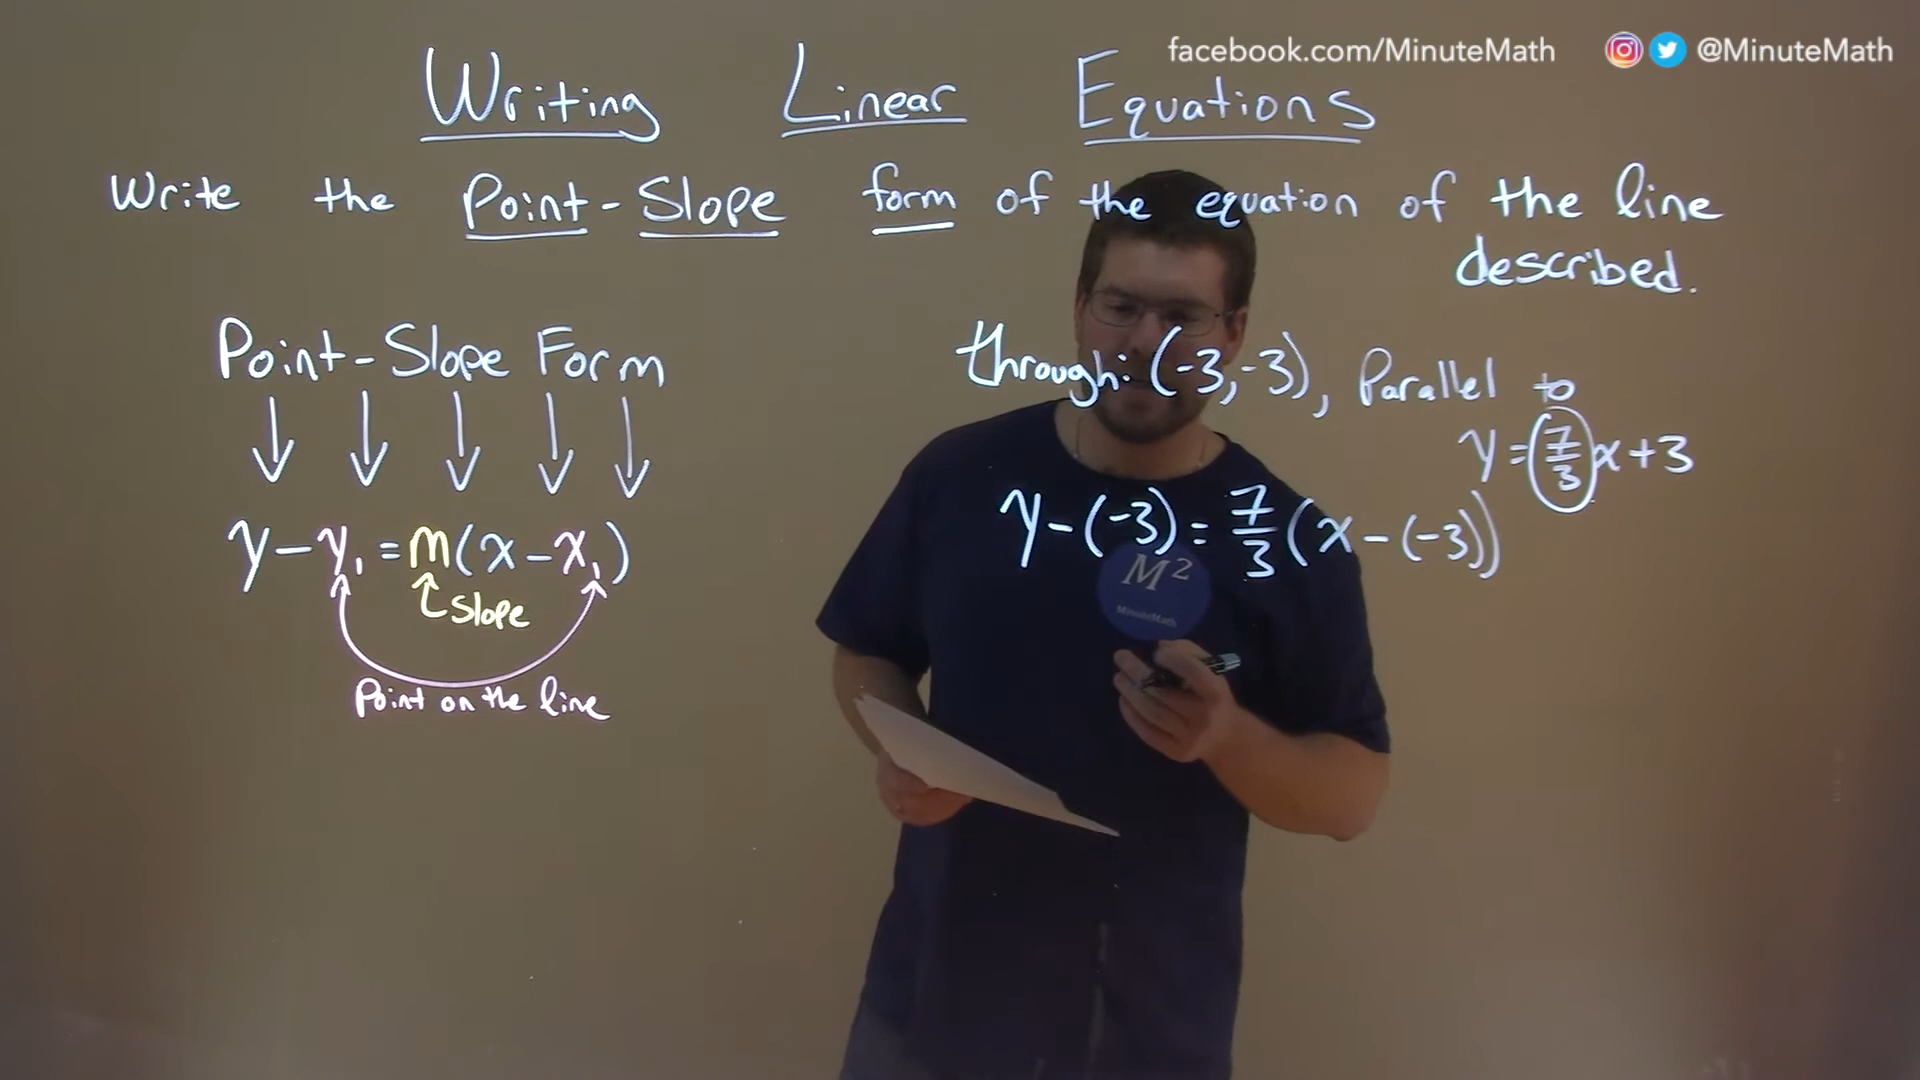 facebook.com/MinuteMath @MinuteMath
Writing Linear Equations
Write the Point-Slope form of the equation of the line
described.
Point-Slope Form
y-y₁=m(x-x₁)
Slope
Point on the line
through: (-3,-3), Parallel to
y=7/3x+3
y-(-3)=7/3(x-(-3))
M²
MinuteMath